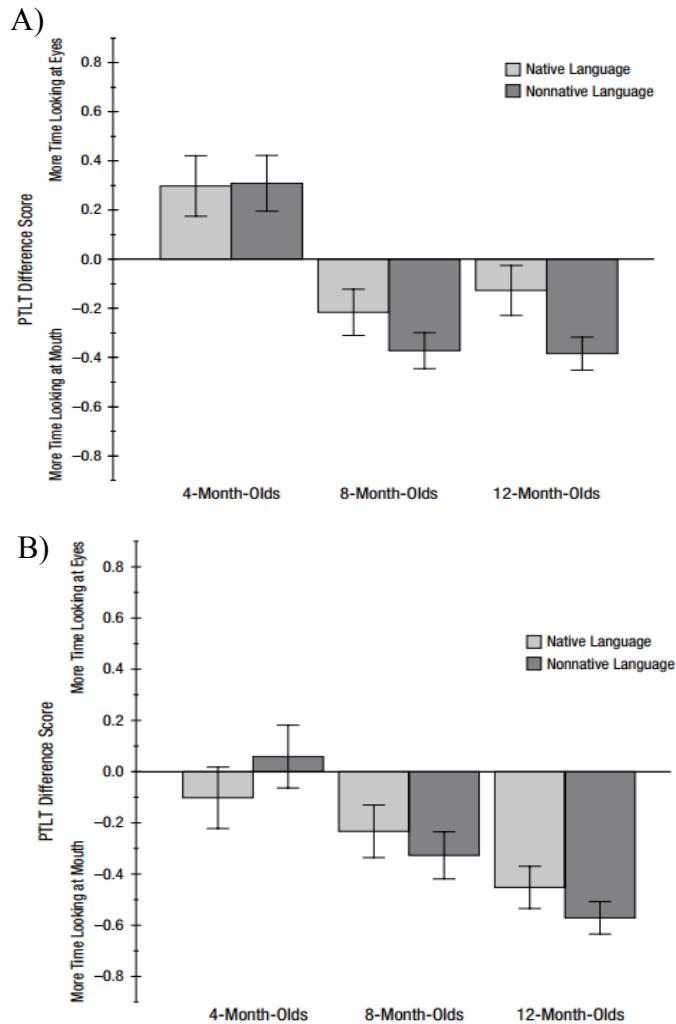 A)
More Time Looking at Eyes
More Time Looking at Mouth
PTLT Difference Score
0.8
0.6
0.4
0.2
0.0
–0.2
–0.4
–0.6
–0.8
Native Language
Nonnative Language
4-Month-Olds
8-Month-Olds
12-Month-Olds
B)
More Time Looking at Eyes
More Time Looking at Mouth
PTLT Difference Score
0.8
0.6
0.4
0.2
0.0
–0.2
–0.4
–0.6
–0.8
Native Language
Nonnative Language
4-Month-Olds
8-Month-Olds
12-Month-Olds